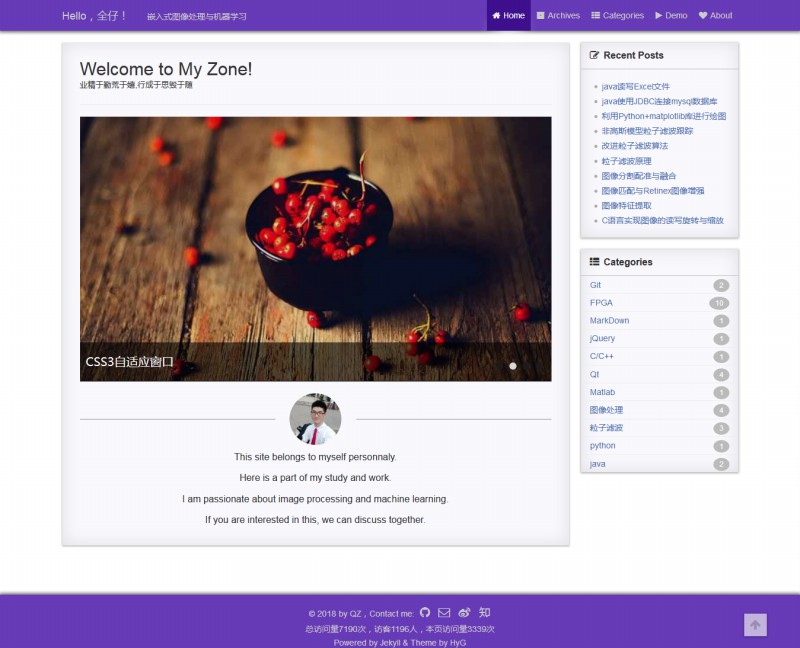 Hello，全仔！ 嵌入式图像处理与机器学习
Home Archives Categories Demo About
Welcome to My Zone!
业精于勤荒于嬉,行成于思毁于随
CSS3自适应窗口
This site belongs to myself personnaly.
Here is a part of my study and work.
I am passionate about image processing and machine learning.
If you are interested in this, we can discuss together.
Recent Posts
java读写Excel文件
java使用JDBC连接mysql数据库
利用Python+matplotlib库进行绘图
非高斯模型粒子滤波跟踪
改进粒子滤波算法
粒子滤波原理
图像分割配准与融合
图像匹配与Retinex图像增强
图像特征提取
C语言实现图像的读写旋转与缩放
Categories
Git 2
FPGA 10
MarkDown 1
jQuery 1
C/C++ 1
Qt 4
Matlab 1
图像处理 4
粒子滤波 3
python 1
java 2
© 2018 by QZ，Contact me: 知
总访问量7190次，访客1196人，本页访问量3339次
Powered by Jekyll & Theme by HyG